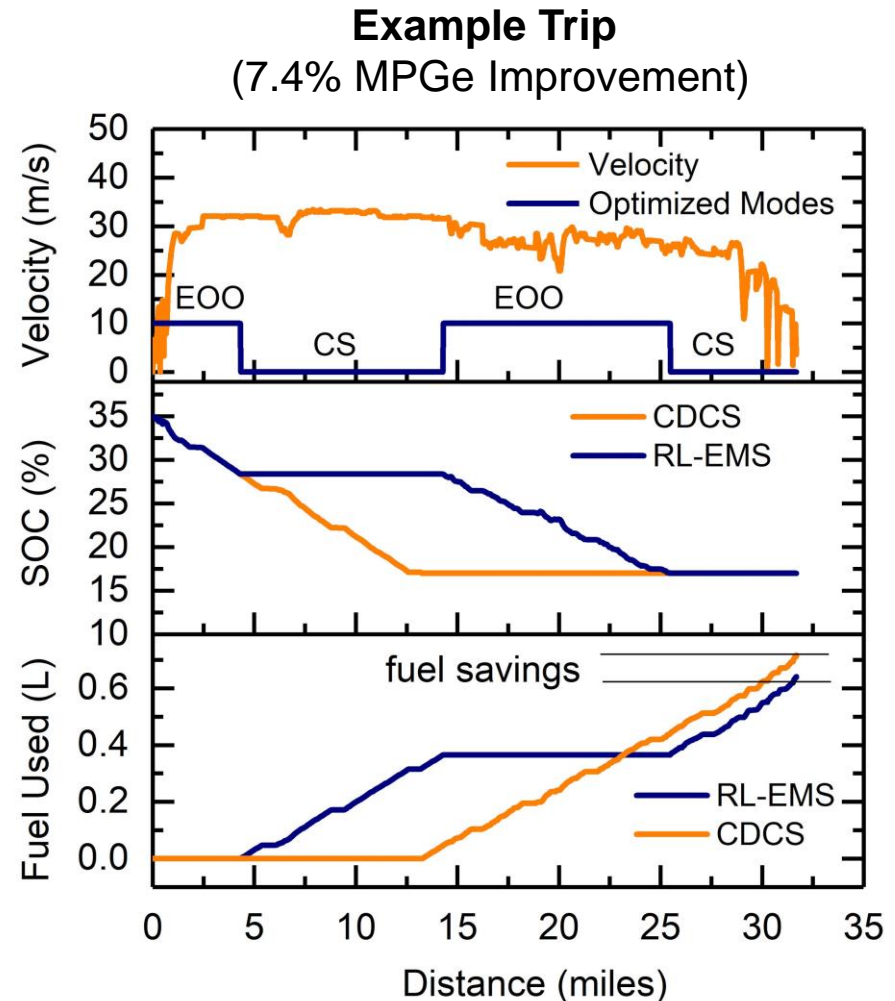 Example Trip
(7.4% MPGe Improvement)
Velocity (m/s)
50
40
30
20
10
0
Velocity
Optimized Modes
EOO
CS
EOO
CS
SOC (%)
35
30
25
20
15
10
CDCS
RL-EMS
Fuel Used (L)
0.6
0.4
0.2
0.0
fuel savings
RL-EMS
CDCS
0 5 10 15 20 25 30 35
Distance (miles)